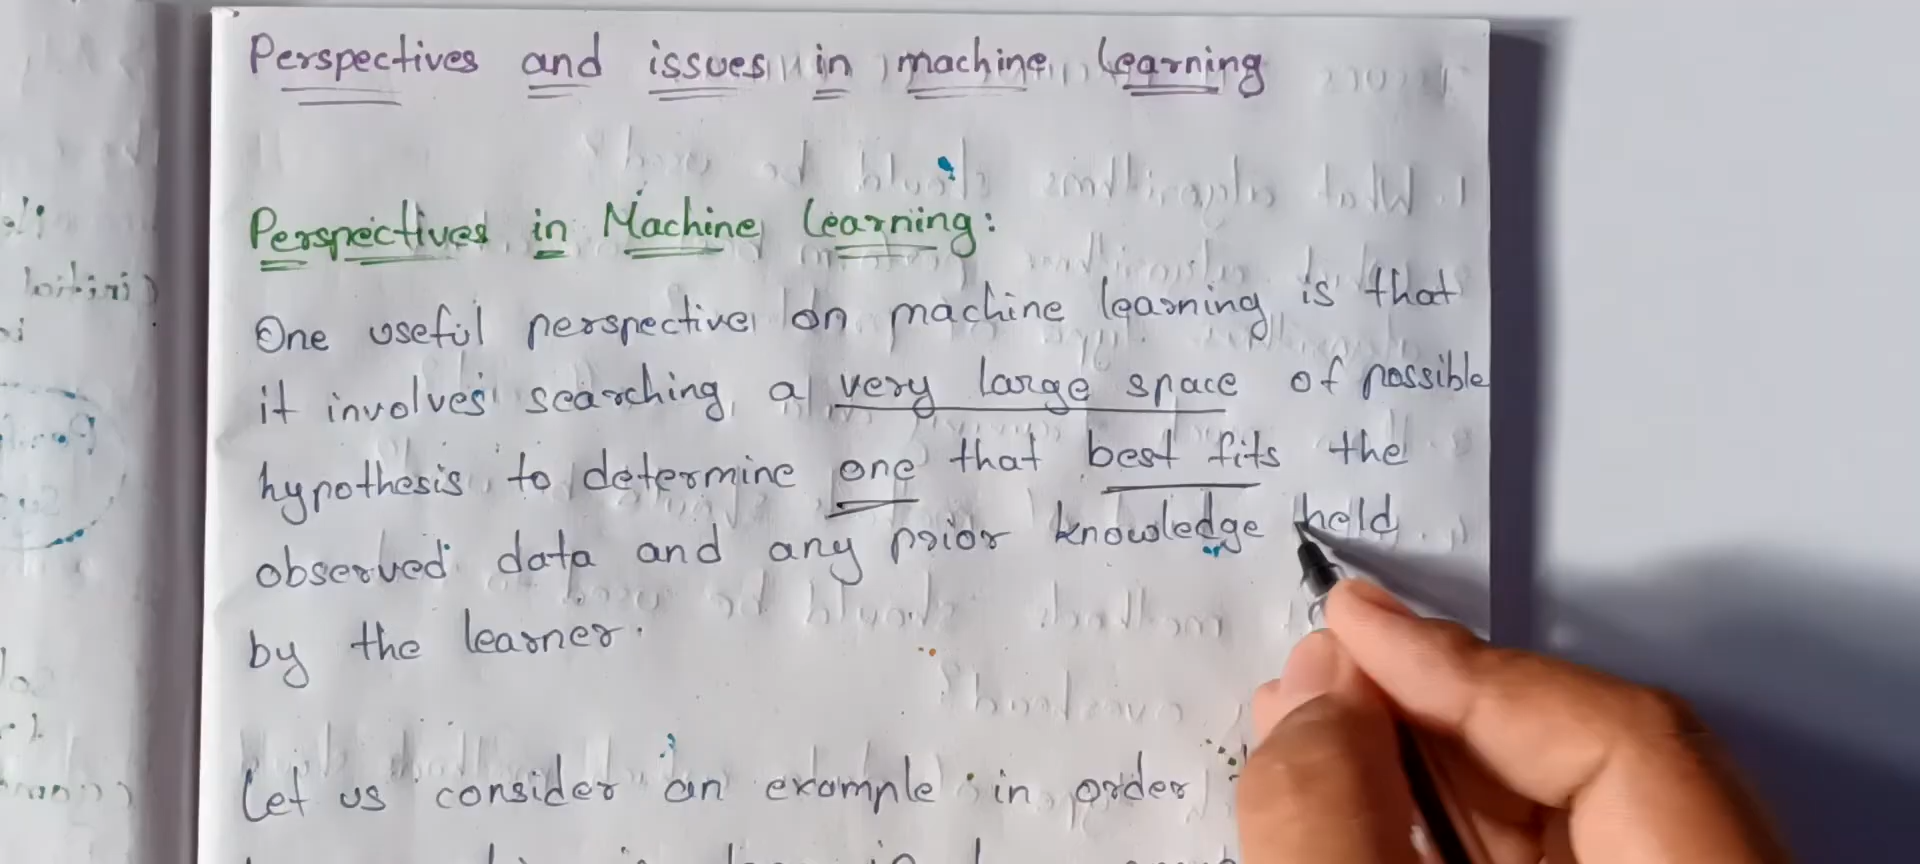 Perspectives and issues in machine learning
Perspectives in Machine Learning:
One useful perspective on machine learning is that
it involves searching a very large space of possible
hypothesis to determine one that best fits the
observed data and any prior knowledge held
by the learner.
Let us consider an example in order